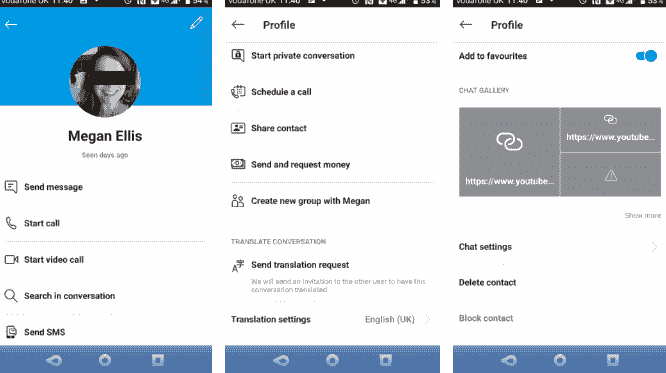 vodafone UK 11:40 54%
Megan Ellis
Seen days ago
Send message
Start call
Start video call
Search in conversation
Send SMS
vodafone UK 11:40 53%
Profile
Start private conversation
Schedule a call
Share contact
Send and request money
Create new group with Megan
TRANSLATE CONVERSATION
Send translation request
We will send an invitation to the other user to have this
conversation translated
Translation settings English (UK)
vodafone UK 11:40 53%
Profile
Add to favourites
CHAT GALLERY
https://www.youtube...
https://www.youtube...
Show more
Chat settings
Delete contact
Block contact